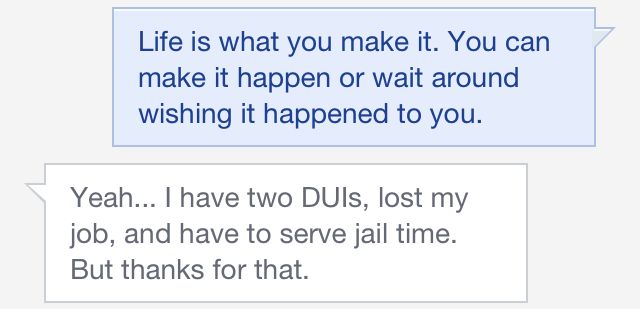 Life is what you make it. You can
make it happen or wait around
wishing it happened to you.
Yeah... I have two DUIs, lost my
job, and have to serve jail time.
But thanks for that.